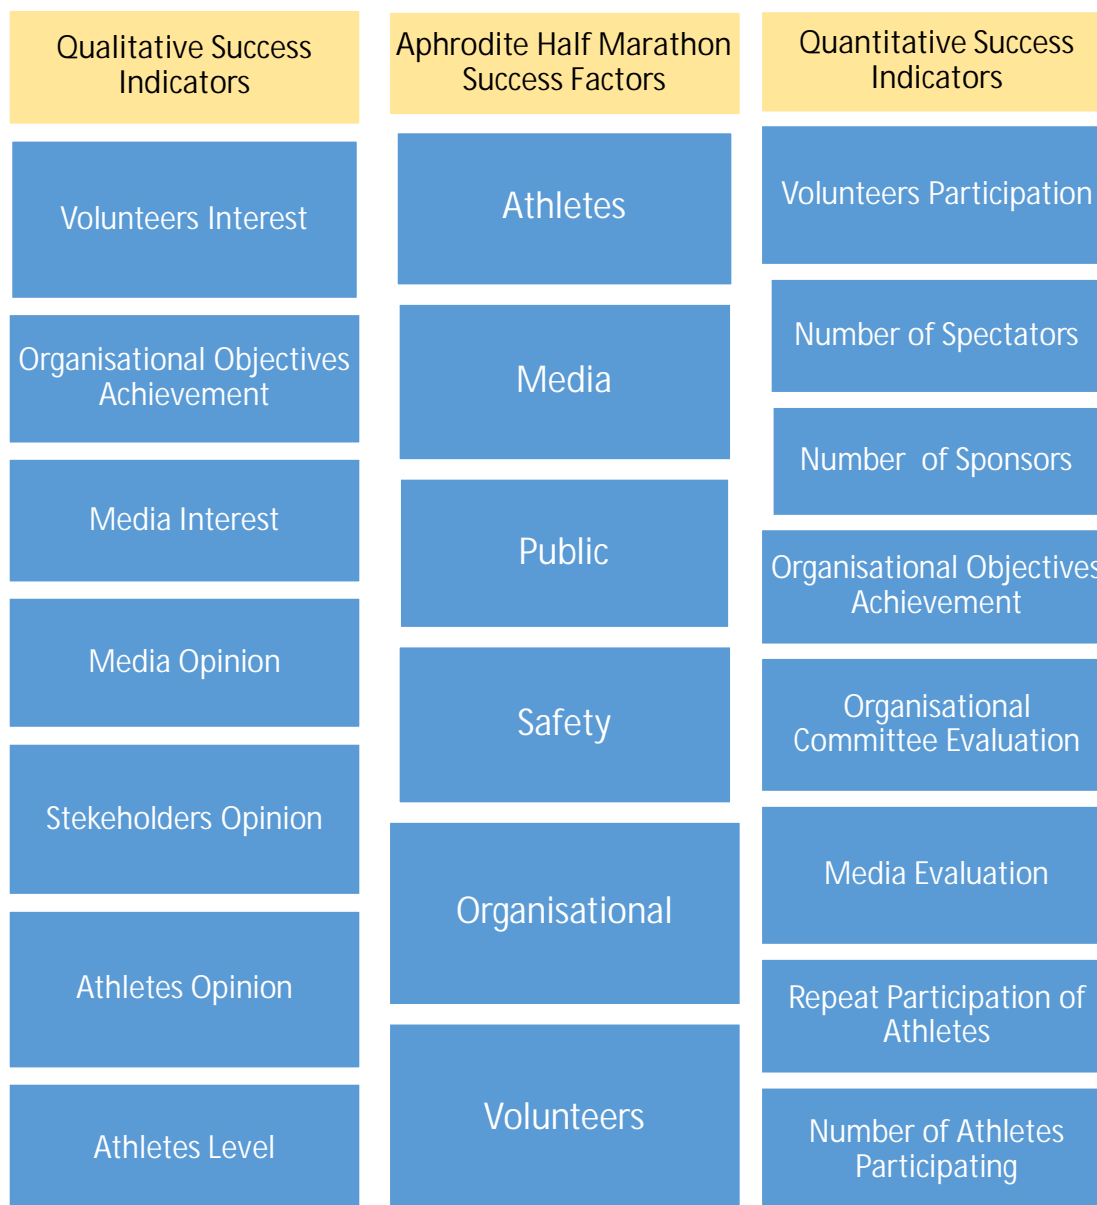 Qualitative Success
Indicators
Volunteers Interest
Organisational Objectives
Achievement
Media Interest
Media Opinion
Stekeholders Opinion
Athletes Opinion
Athletes Level
Aphrodite Half Marathon
Success Factors
Athletes
Media
Public
Safety
Organisational
Volunteers
Quantitative Success
Indicators
Volunteers Participation
Number of Spectators
Number of Sponsors
Organisational Objectives
Achievement
Organisational
Committee Evaluation
Media Evaluation
Repeat Participation of
Athletes
Number of Athletes
Participating